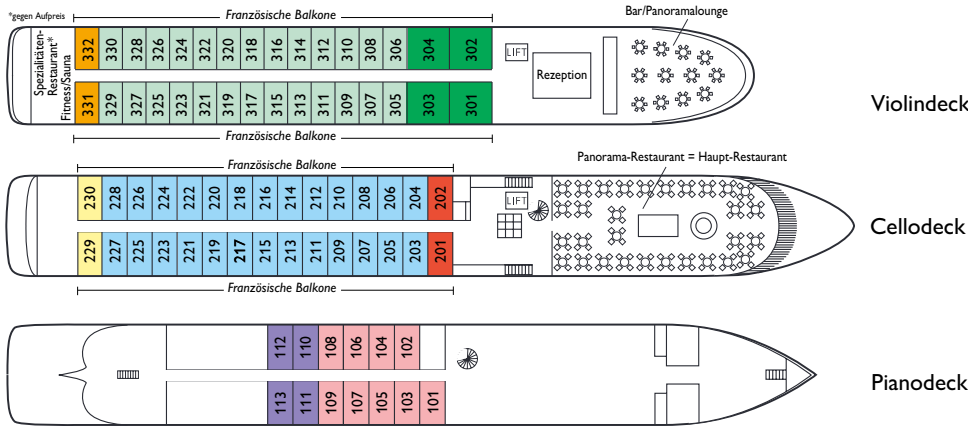 *gegen Aufpreis
Französische Balkone
Bar/Panoramalounge
Spezialitäten-
Restaurant*
Fitness/Sauna
332 330 328 326 324 322 320 318 316 314 312 310 308 306 304 302
LIFT
Rezeption
331 329 327 325 323 321 319 317 315 313 311 309 307 305 303 301
Violindeck
Französische Balkone
Französische Balkone
Panorama-Restaurant = Haupt-Restaurant
230 228 226 224 222 220 218 216 214 212 210 208 206 204 202
LIFT
Cellodeck
229 227 225 223 221 219 217 215 213 211 209 207 205 203 201
Französische Balkone
112 110 108 106 104 102
Pianodeck
113 111 109 107 105 103 101